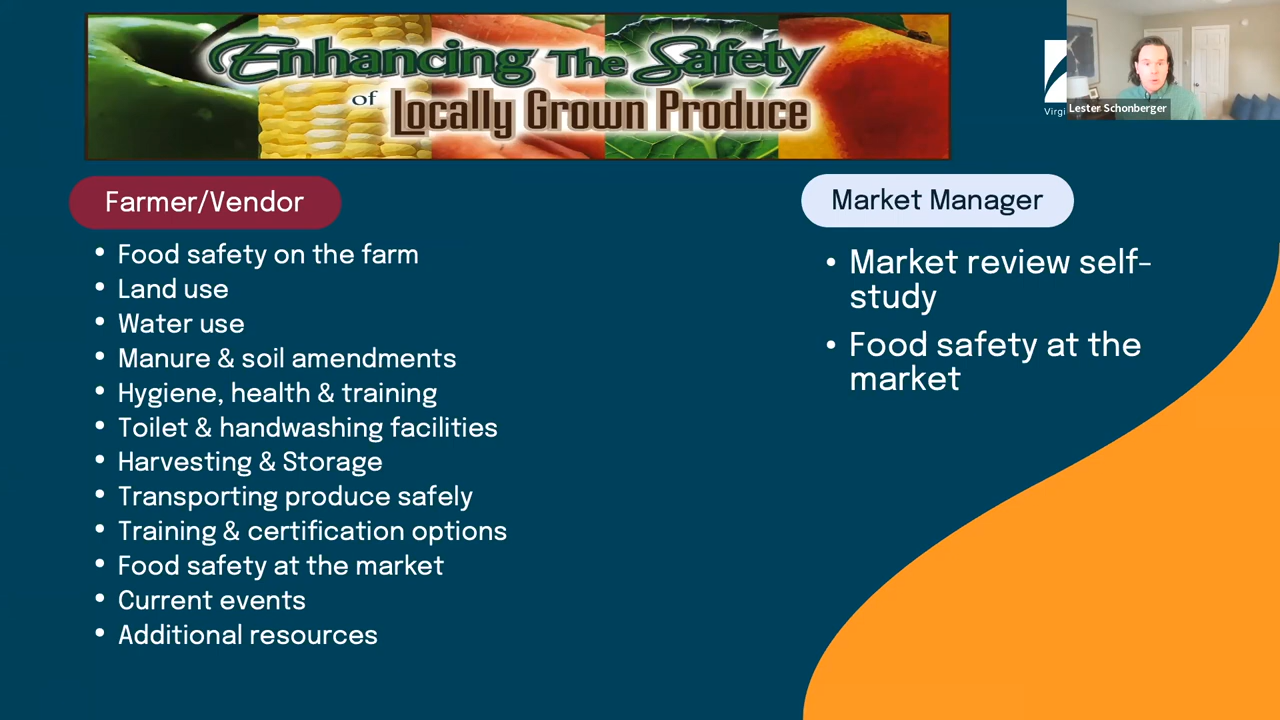 Enhancing The Safety
of Locally Grown Produce
Lester Schonberger
Farmer/Vendor
• Food safety on the farm
• Land use
• Water use
• Manure & soil amendments
• Hygiene, health & training
• Toilet & handwashing facilities
• Harvesting & Storage
• Transporting produce safely
• Training & certification options
• Food safety at the market
• Current events
• Additional resources
Market Manager
• Market review self-
study
• Food safety at the
market